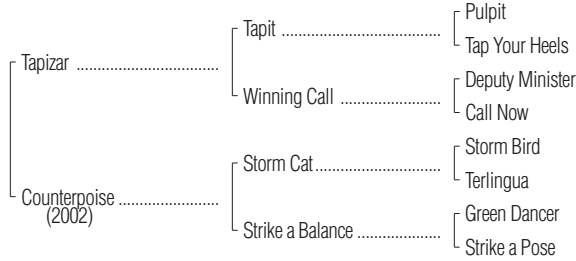 Pulpit
Tapit ........................................
Tap Your Heels
Tapizar ....................................
Deputy Minister
Winning Call .........................
Call Now
Storm Bird
Storm Cat................................
Terlingua
Counterpoise .........................
(2002)
Green Dancer
Strike a Balance .....................
Strike a Pose